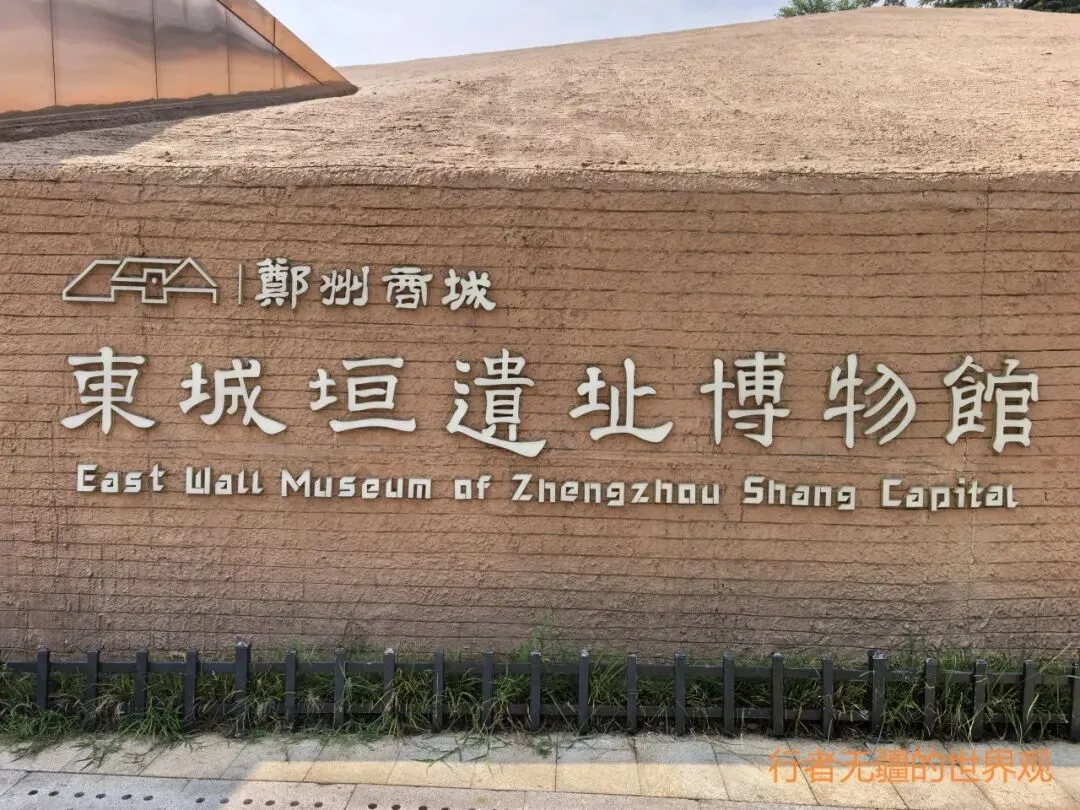 鄭州商城
東城垣遺址博物館
East Wall Museum of Zhengzhou Shang Capital
行者无疆的世界观